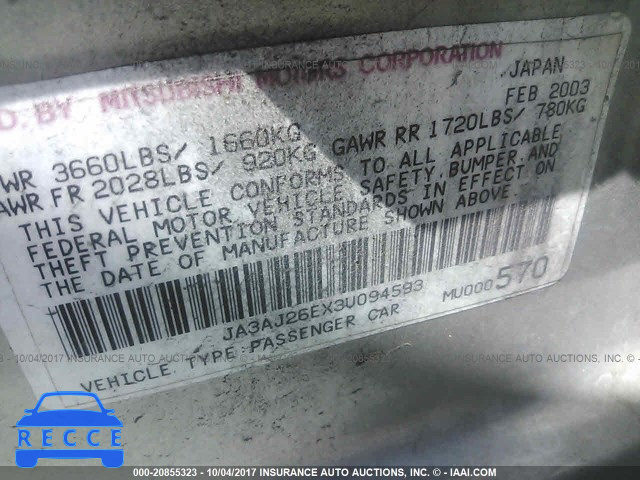 D. BY MITSUBISHI MOTORS CORPORATION
JAPAN
FEB 2003
WR 3660LBS/ 1660KG
AWR FR 2028LBS/ 920KG GAWR RR 1720LBS/ 780KG
THIS VEHICLE CONFORMS TO ALL APPLICABLE
FEDERAL MOTOR VEHICLE SAFETY, BUMPER, AND
THEFT PREVENTION STANDARDS IN EFFECT ON
THE DATE OF MANUFACTURE SHOWN ABOVE.
JA3AJ26EX3U094593
MU000570
VEHICLE TYPE: PASSENGER CAR
RECCE
000-20855323 - 10/04/2017 INSURANCE AUTO AUCTIONS, INC. - IAAI.COM